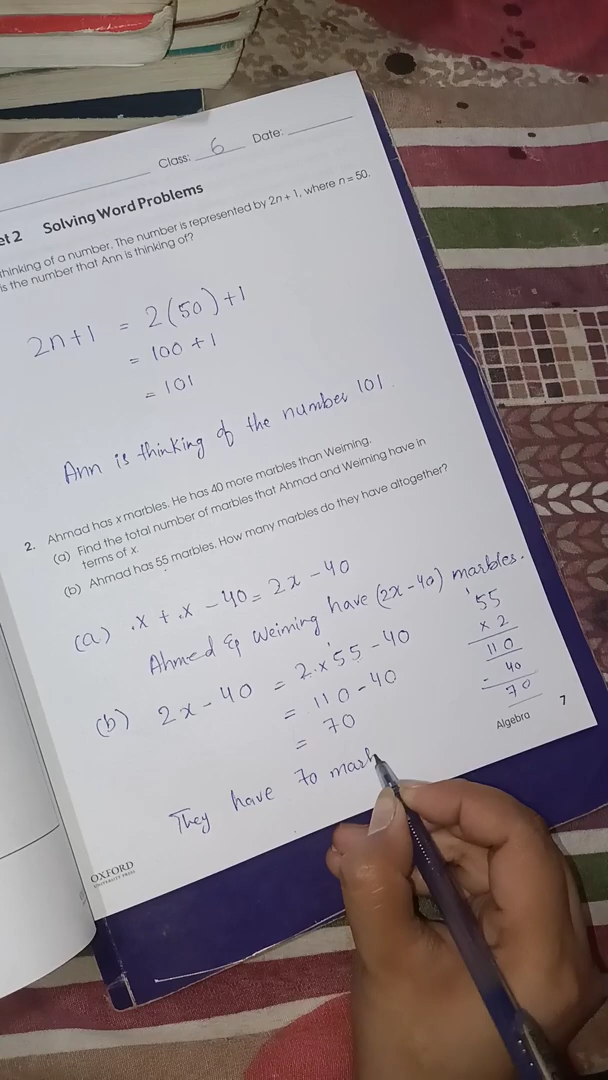 Class: 6 Date:
et 2 Solving Word Problems
thinking of a number. The number is represented by 2n + 1, where n = 50.
is the number that Ann is thinking of?
2n+1 = 2(50)+1
= 100 + 1
= 101
Ann is thinking of the number 101.
2. Ahmad has x marbles. He has 40 more marbles than Weiming.
(a) Find the total number of marbles that Ahmad and Weiming have in
terms of x.
(b) Ahmad has 55 marbles. How many marbles do they have altogether?
(a) x + x - 40 = 2x - 40
Ahmed & Weiming have (2x-40) marbles.
(b) 2x - 40 = 2 x 55 - 40
= 110 - 40
= 70
They have 70 marb
1
55
x 2
110
- 40
70
Algebra 7
OXFORD
UNIVERSITY PRESS